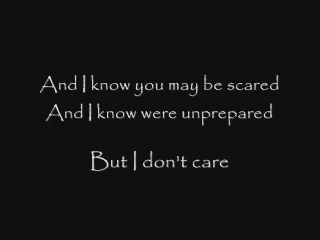 And I know you may be scared
And I know were unprepared
But I don't care